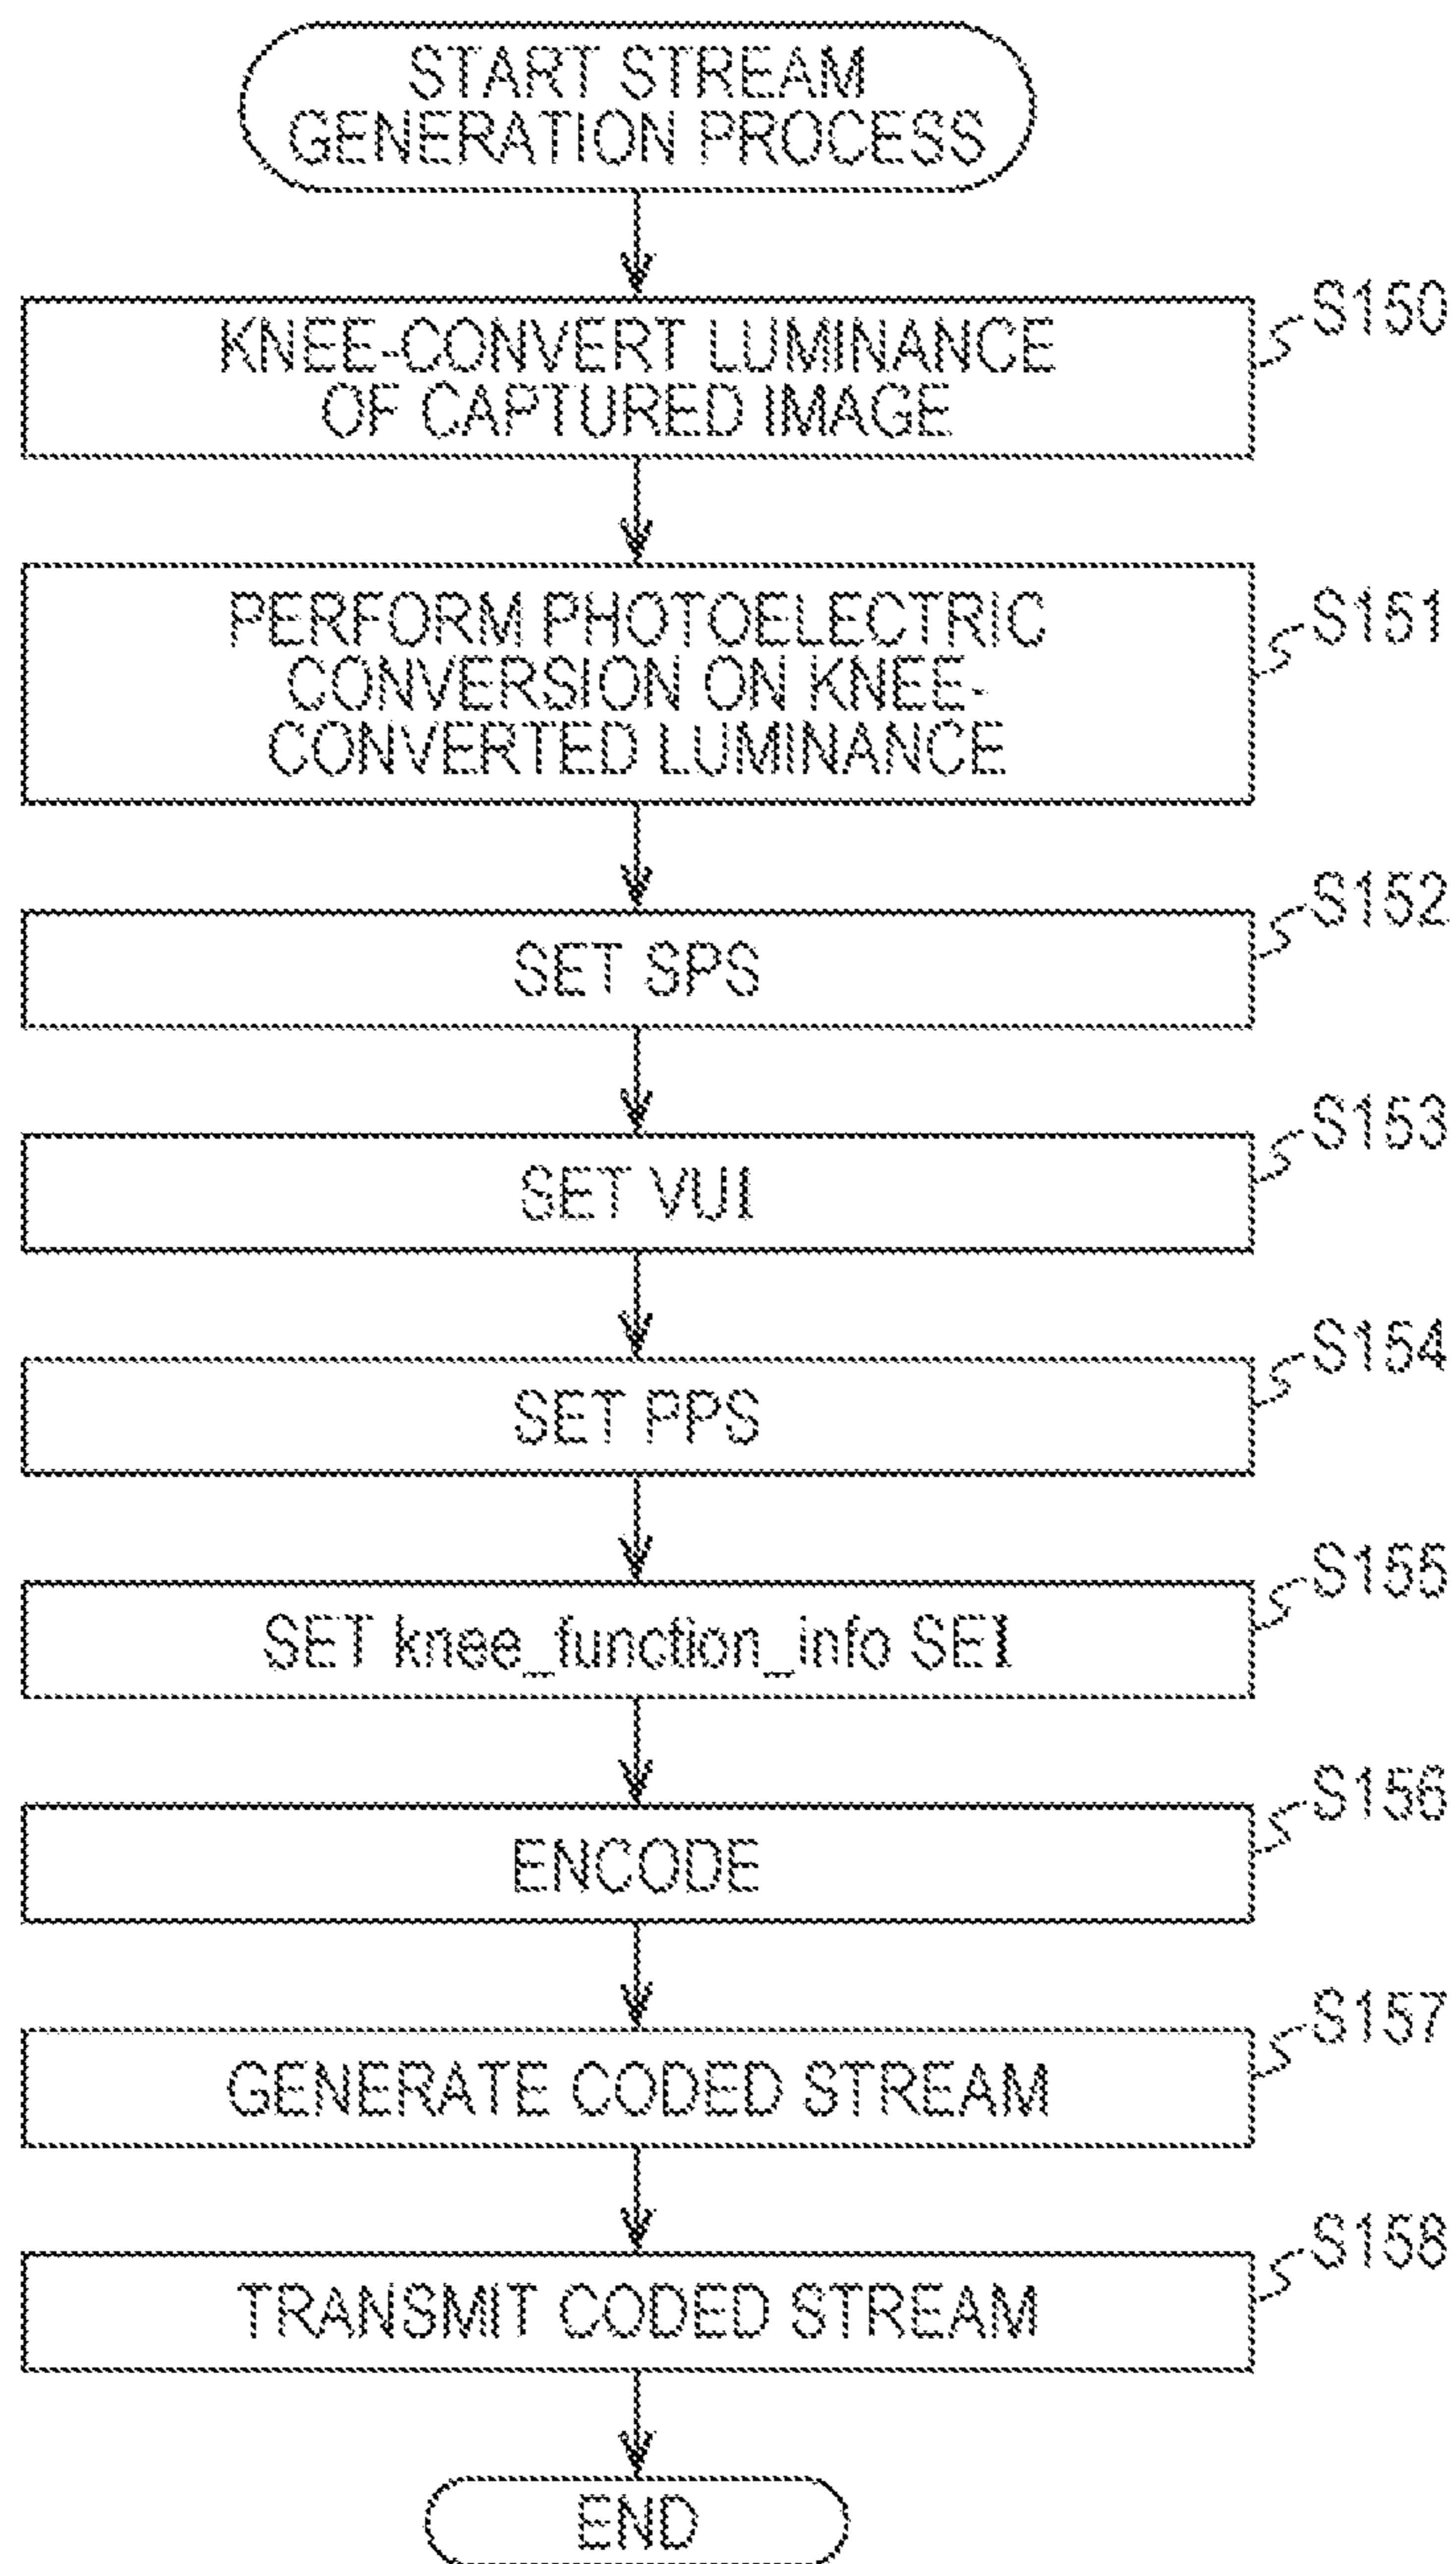 START STREAM
GENERATION PROCESS
KNEE-CONVERT LUMINANCE
OF CAPTURED IMAGE
S150
PERFORM PHOTOELECTRIC
CONVERSION ON KNEE-
CONVERTED LUMINANCE
S151
SET SPS
S152
SET VUI
S153
SET PPS
S154
SET knee_function_info SEI
S155
ENCODE
S156
GENERATE CODED STREAM
S157
TRANSMIT CODED STREAM
S158
END